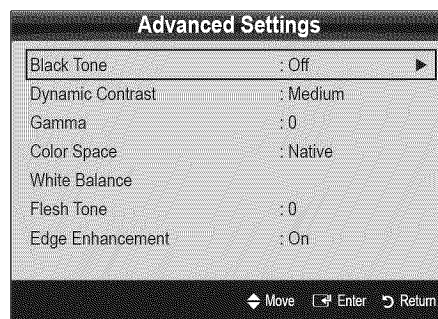 Advanced Settings
Black Tone : Off ►
Dynamic Contrast : Medium
Gamma : 0
Color Space : Native
White Balance
Flesh Tone : 0
Edge Enhancement : On
Move Enter Return